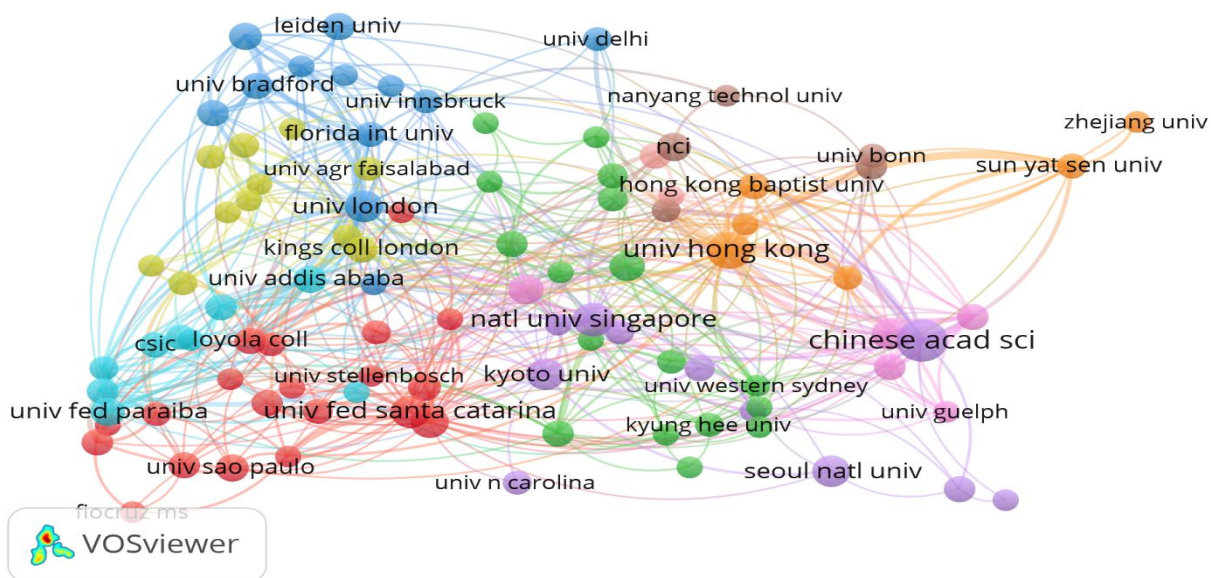 leiden univ
univ delhi
univ bradford
univ innsbruck
nanyang technol univ
zhejiang univ
florida int univ
nci
univ bonn
sun yat sen univ
univ agr faisalabad
hong kong baptist univ
univ london
kings coll london
univ hong kong
univ addis ababa
natl univ singapore
csic
loyola coll
chinese acad sci
univ stellenbosch
kyoto univ
univ western sydney
univ fed paraiba
univ fed santa catarina
kyung hee univ
univ guelph
univ sao paulo
univ n carolina
seoul natl univ
fiocruz ms
VOSviewer